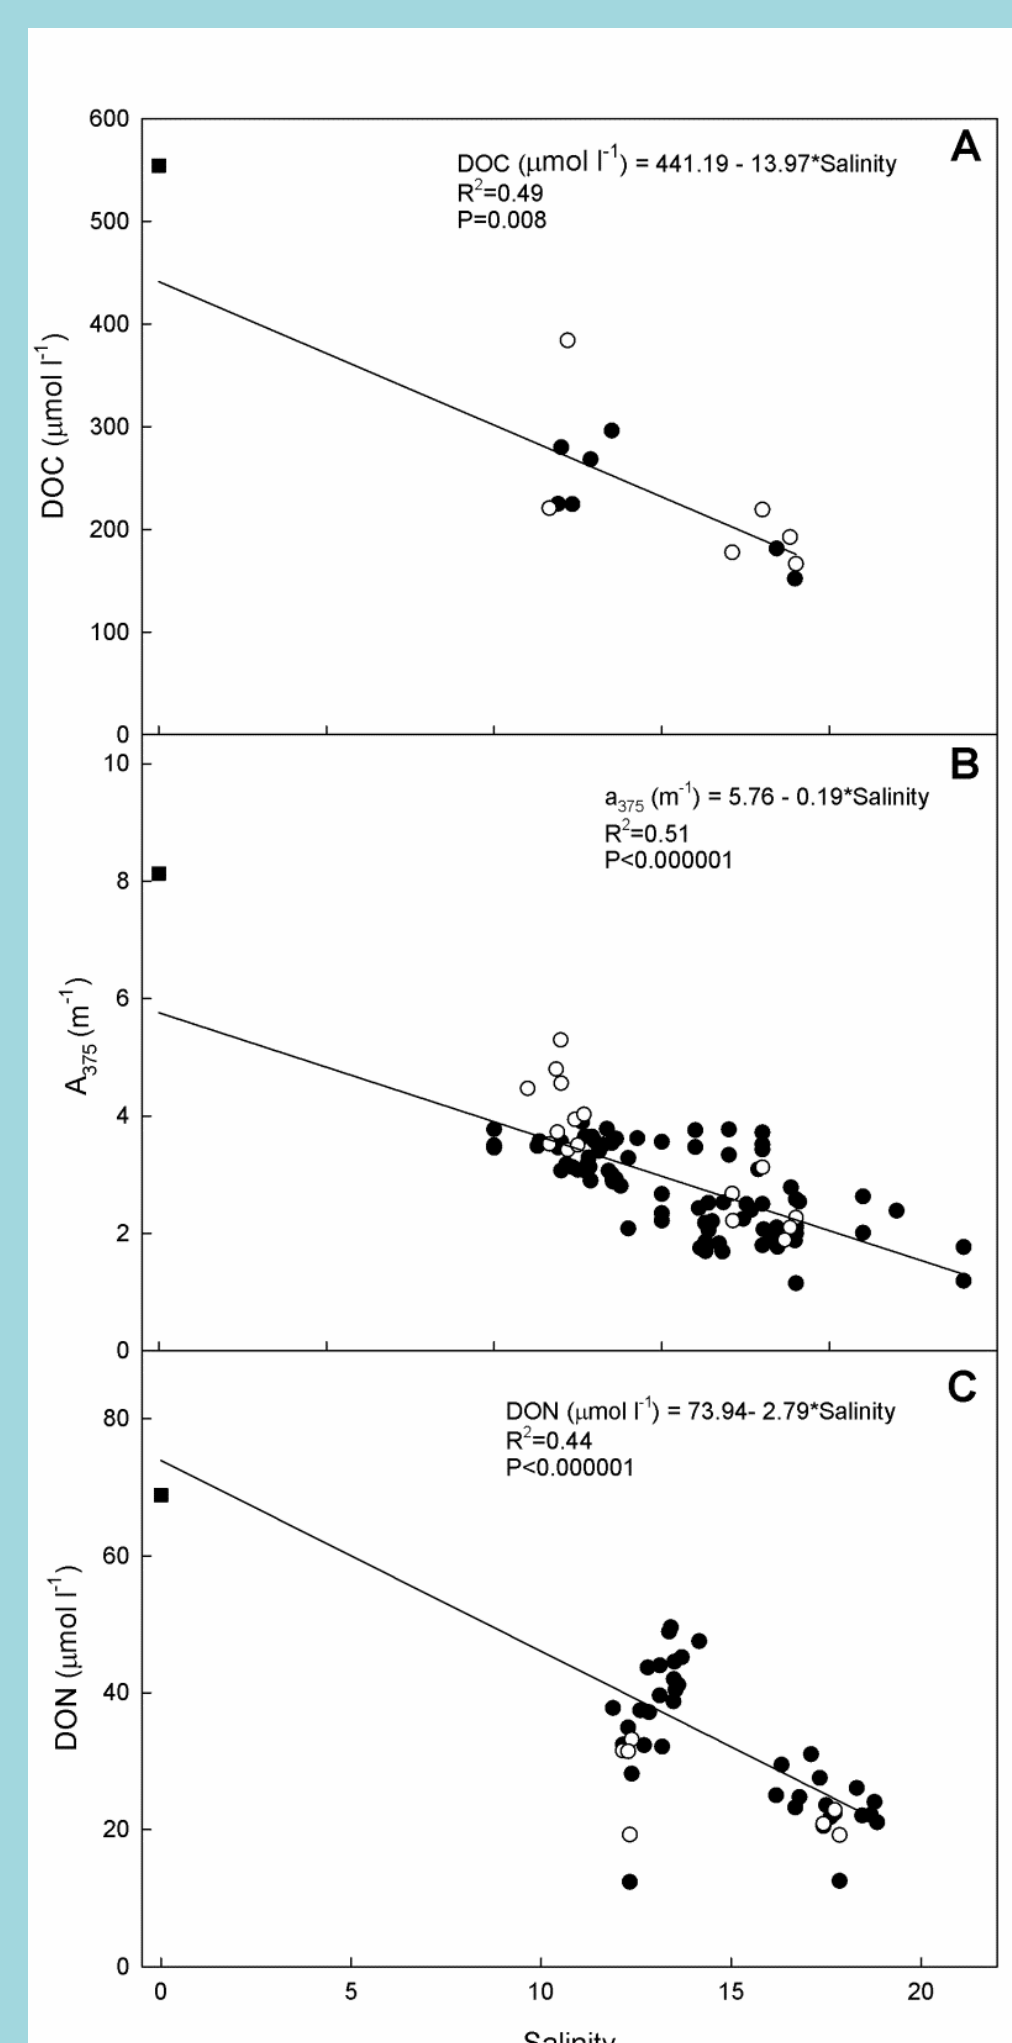 A
DOC (μmol l⁻¹) = 441.19 - 13.97*Salinity
R²=0.49
P=0.008
600
500
400
300
200
100
0
DOC (μmol l⁻¹)
B
a₃₇₅ (m⁻¹) = 5.76 - 0.19*Salinity
R²=0.51
P<0.000001
10
8
6
4
2
0
A₃₇₅ (m⁻¹)
C
DON (μmol l⁻¹) = 73.94- 2.79*Salinity
R²=0.44
P<0.000001
80
60
40
20
0
DON (μmol l⁻¹)
0 5 10 15 20
Salinity